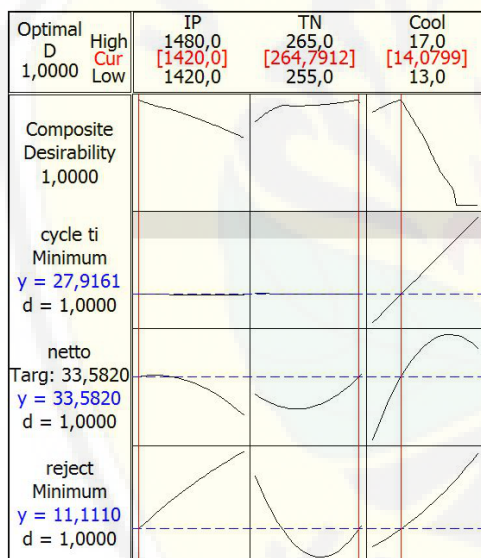 Optimal
D
1,0000
High
Cur
Low
IP
1480,0
[1420,0]
1420,0
TN
265,0
[264,7912]
255,0
Cool
17,0
[14,0799]
13,0
Composite
Desirability
1,0000
cycle ti
Minimum
y = 27,9161
d = 1,0000
netto
Targ: 33,5820
y = 33,5820
d = 1,0000
reject
Minimum
y = 11,1110
d = 1,0000